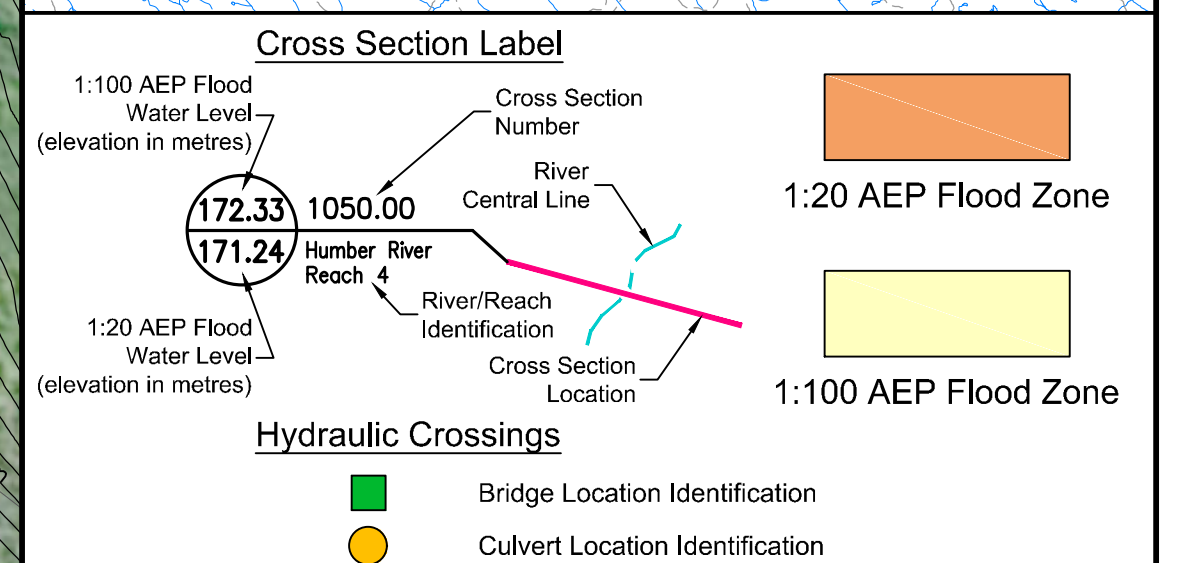 Cross Section Label
1:100 AEP Flood
Water Level
(elevation in metres)
Cross Section
Number
172.33
1050.00
171.24
Humber River
Reach 4
River
Central Line
River/Reach
Identification
1:20 AEP Flood
Water Level
(elevation in metres)
Cross Section
Location
1:20 AEP Flood Zone
1:100 AEP Flood Zone
Hydraulic Crossings
Bridge Location Identification
Culvert Location Identification